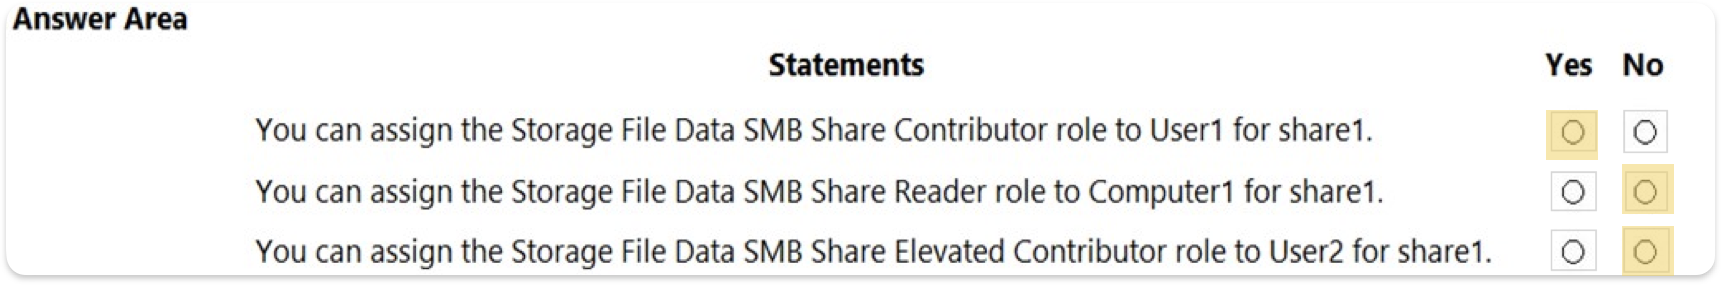 Answer Area
Statements Yes No
You can assign the Storage File Data SMB Share Contributor role to User1 for share1.
You can assign the Storage File Data SMB Share Reader role to Computer1 for share1.
You can assign the Storage File Data SMB Share Elevated Contributor role to User2 for share1.